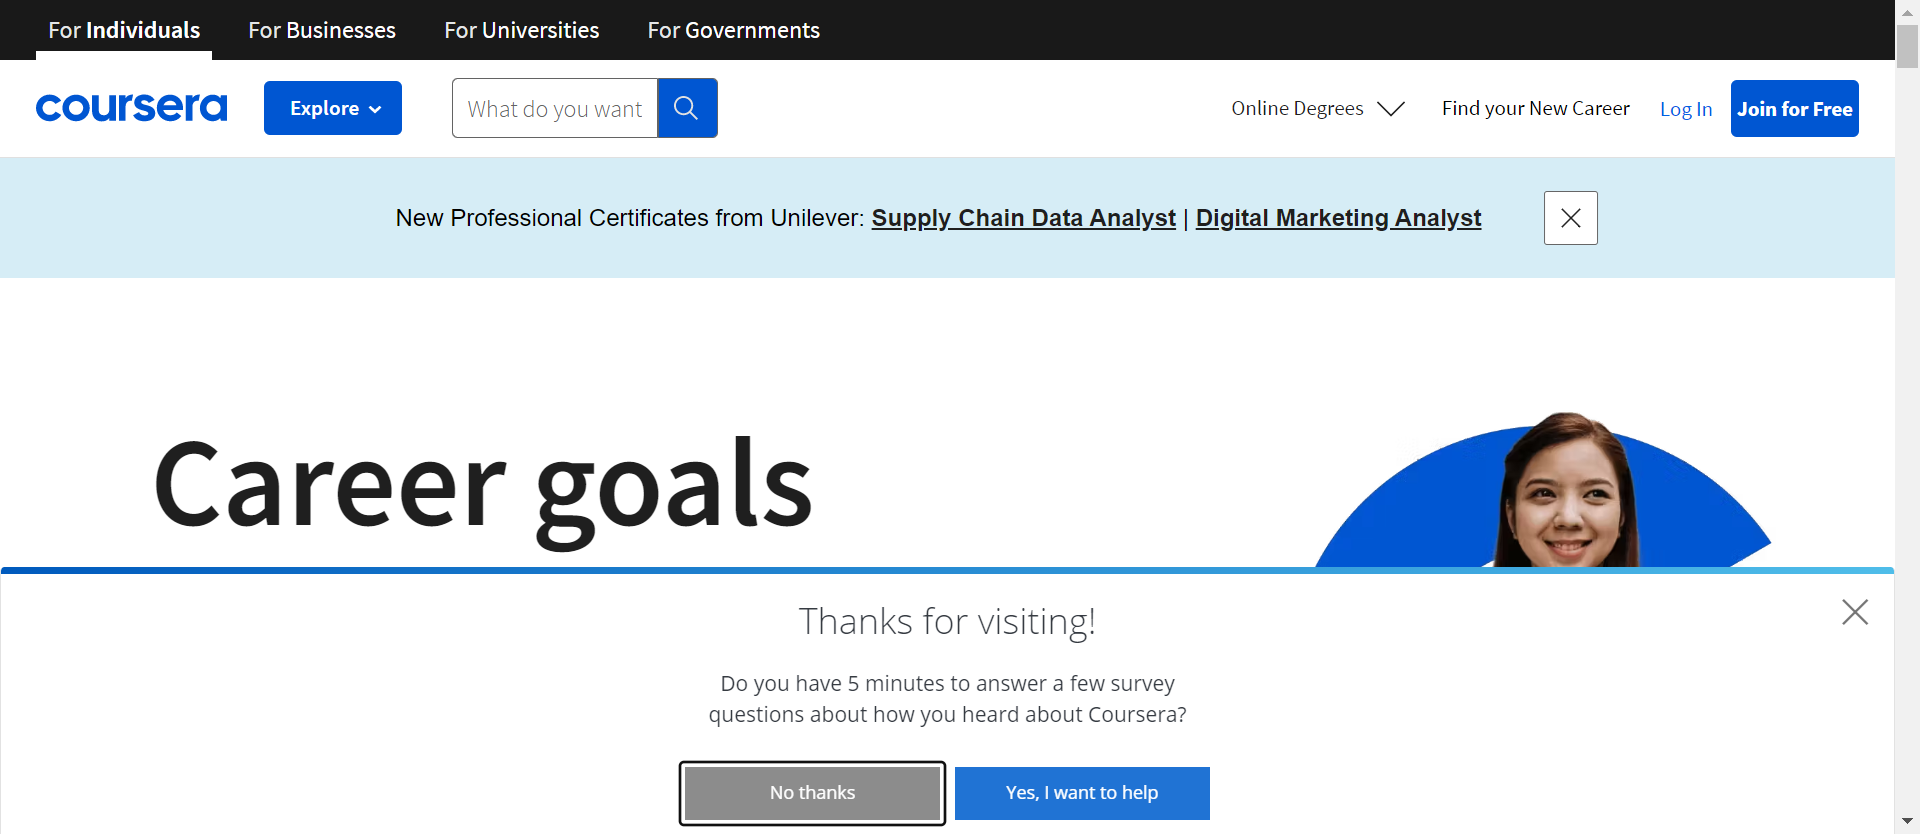 For Individuals
For Businesses
For Universities
For Governments
coursera
Explore
What do you want
Online Degrees
Find your New Career
Log In
Join for Free
New Professional Certificates from Unilever: Supply Chain Data Analyst | Digital Marketing Analyst
Career goals
Thanks for visiting!
Do you have 5 minutes to answer a few survey
questions about how you heard about Coursera?
No thanks
Yes, I want to help